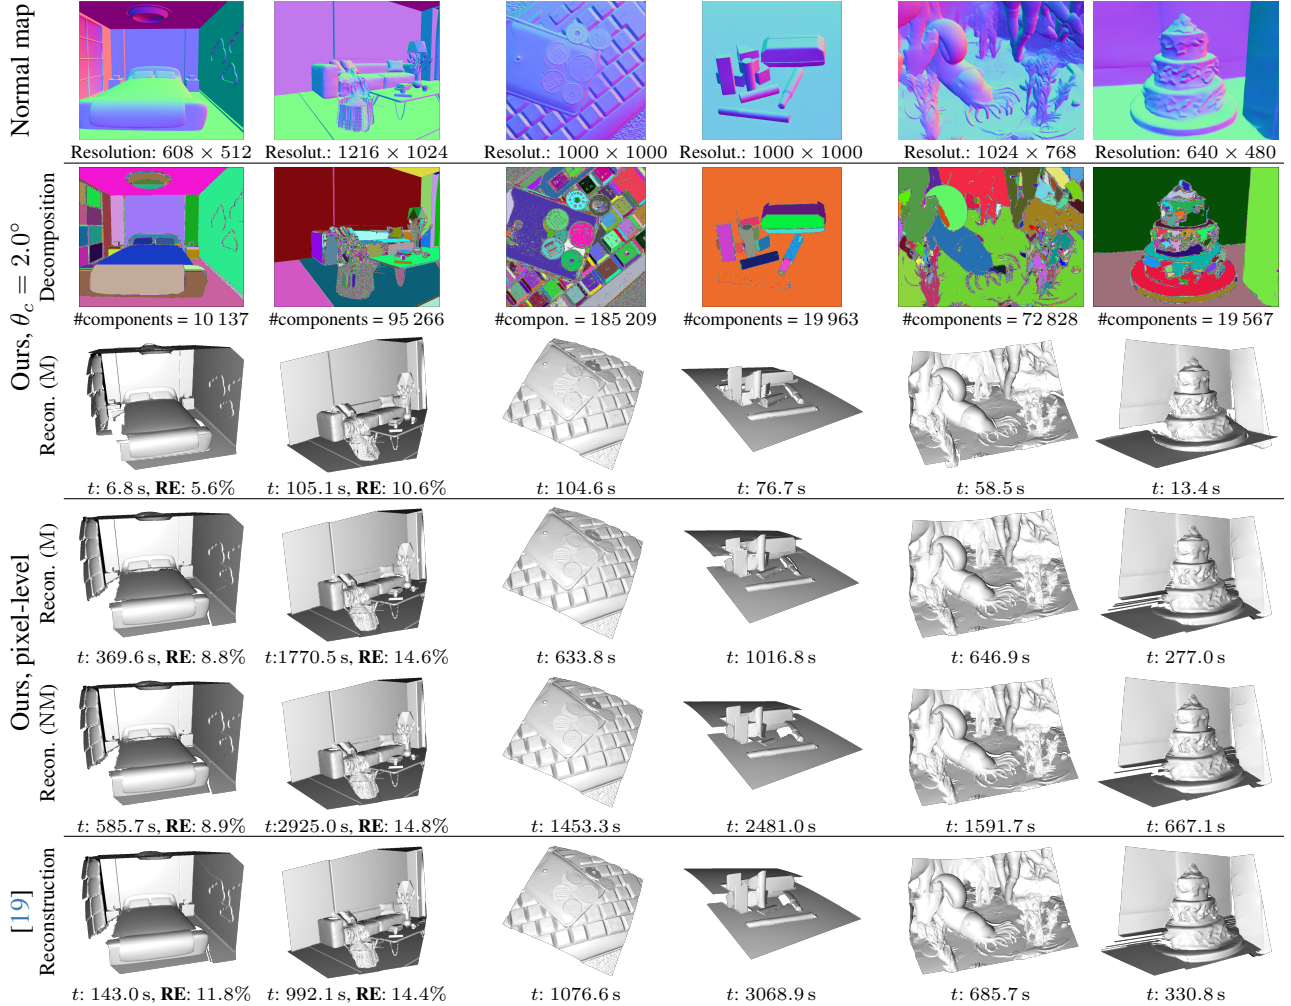 Normal map
Resolution: 608 × 512
Resolut.: 1216 × 1024
Resolut.: 1000 × 1000
Resolut.: 1000 × 1000
Resolut.: 1024 × 768
Resolution: 640 × 480
Ours, θc = 2.0°
Decomposition
#components = 10 137
#components = 95 266
#compon. = 185 209
#components = 19 963
#components = 72 828
#components = 19 567
Recon. (M)
t: 6.8 s, RE: 5.6%
t: 105.1 s, RE: 10.6%
t: 104.6 s
t: 76.7 s
t: 58.5 s
t: 13.4 s
Ours, pixel-level
Recon. (M)
t: 369.6 s, RE: 8.8%
t:1770.5 s, RE: 14.6%
t: 633.8 s
t: 1016.8 s
t: 646.9 s
t: 277.0 s
Recon. (NM)
t: 585.7 s, RE: 8.9%
t:2925.0 s, RE: 14.8%
t: 1453.3 s
t: 2481.0 s
t: 1591.7 s
t: 667.1 s
[19]
Reconstruction
t: 143.0 s, RE: 11.8%
t: 992.1 s, RE: 14.4%
t: 1076.6 s
t: 3068.9 s
t: 685.7 s
t: 330.8 s